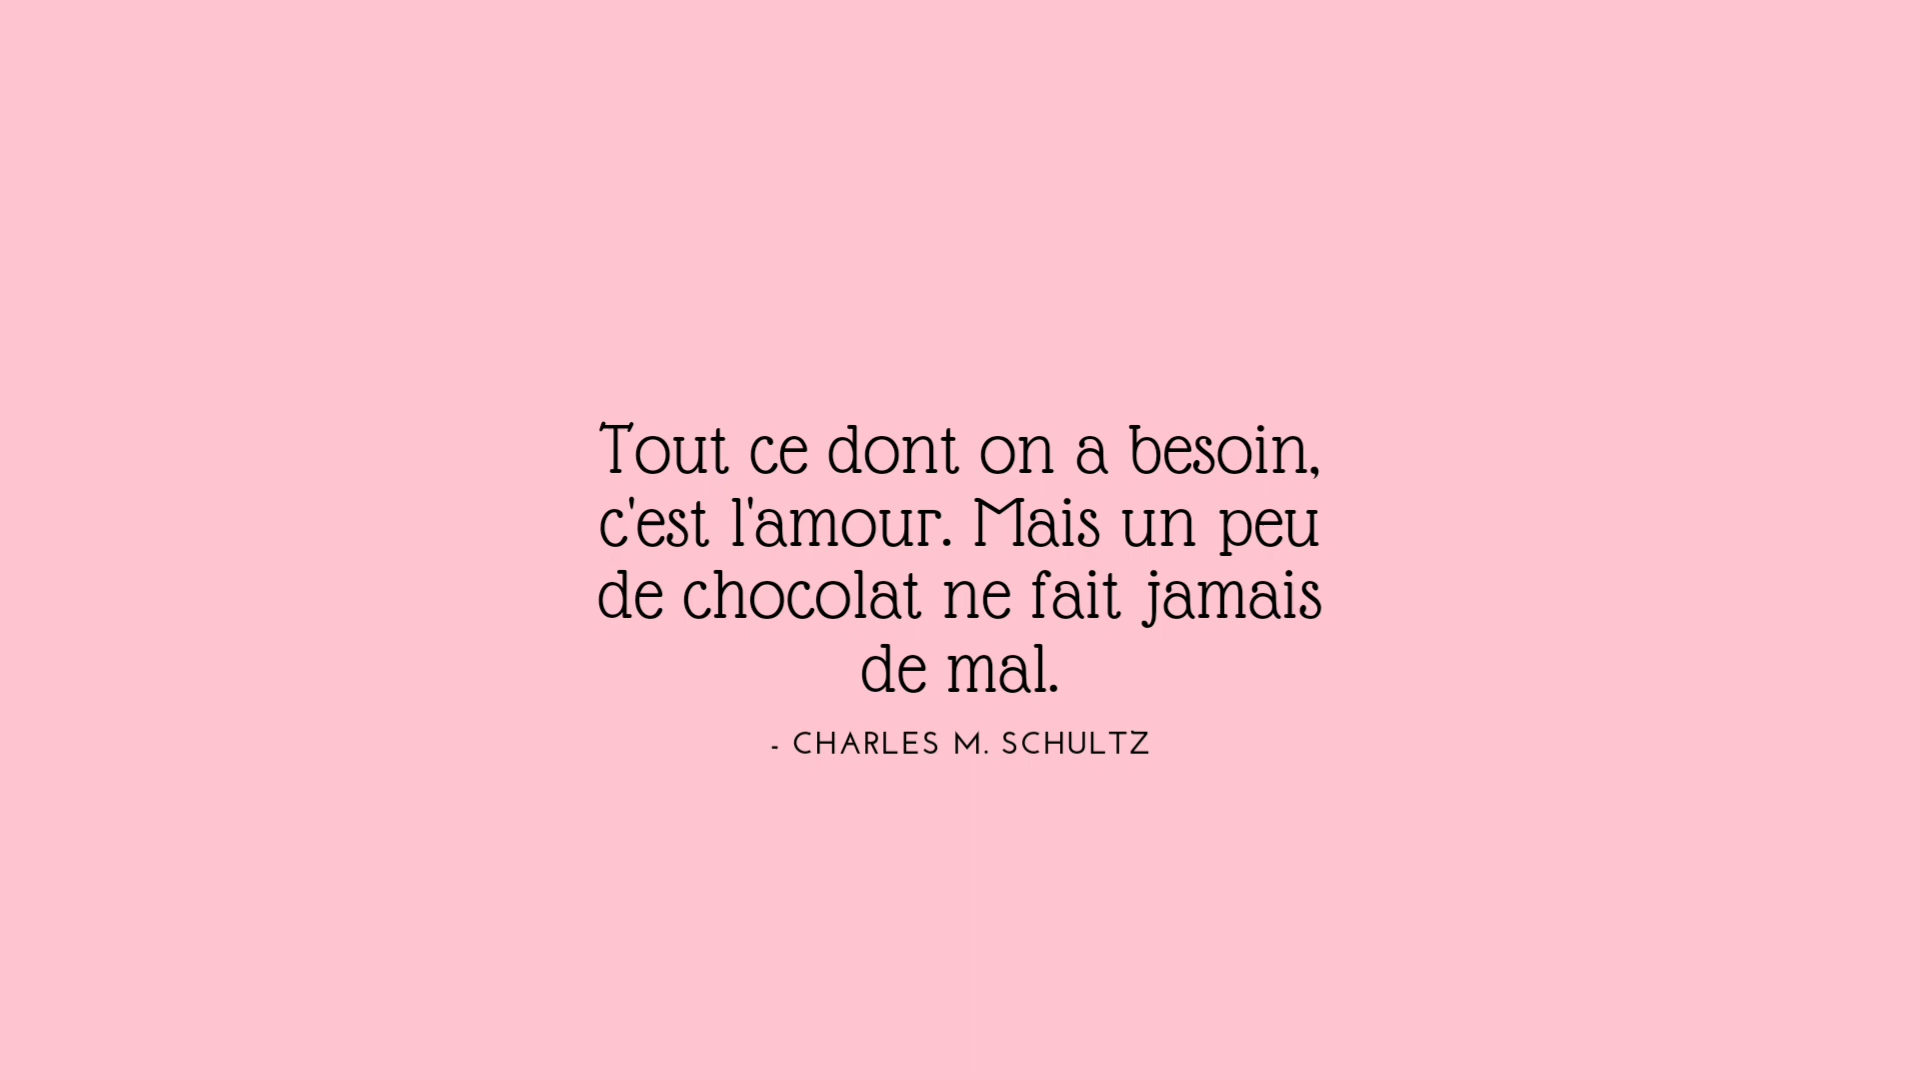 Tout ce dont on a besoin,
c'est l'amour. Mais un peu
de chocolat ne fait jamais
de mal.
- CHARLES M. SCHULTZ